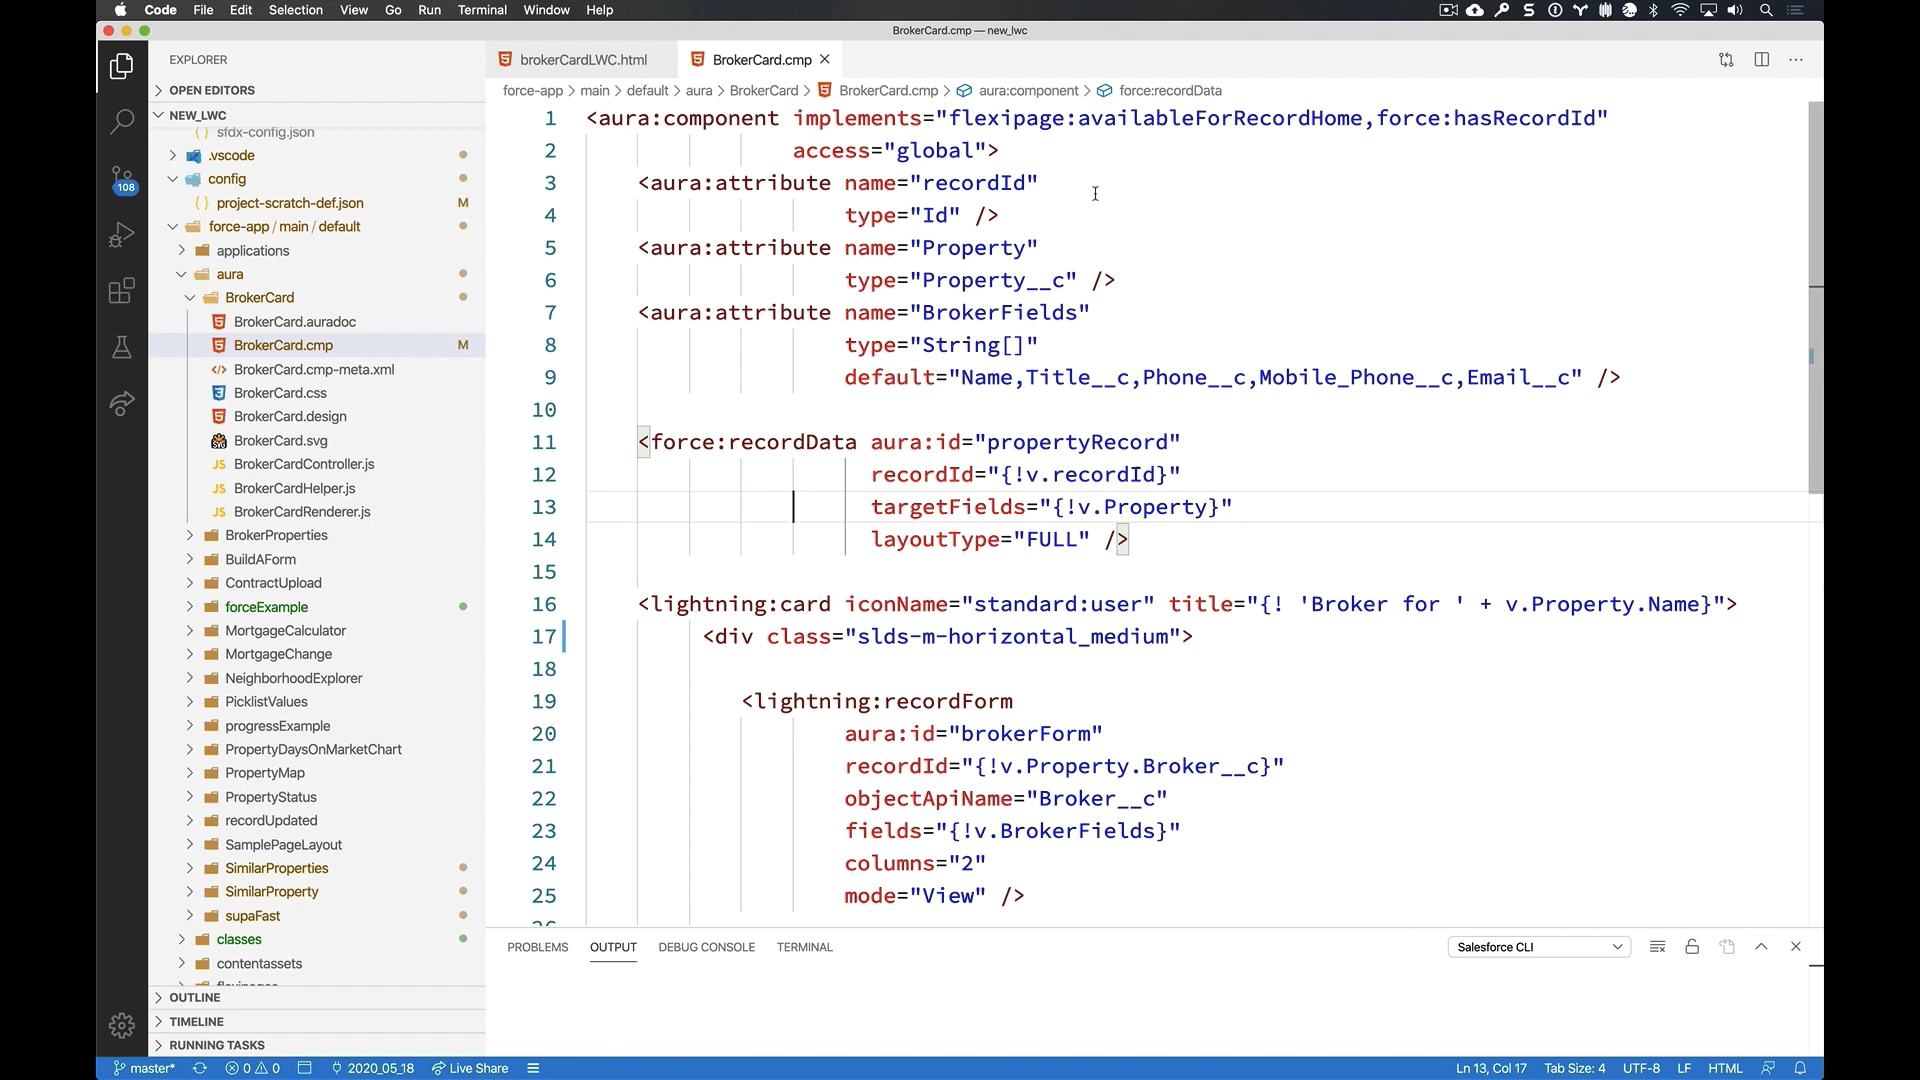 Code File Edit Selection View Go Run Terminal Window Help
BrokerCard.cmp — new_lwc
EXPLORER
OPEN EDITORS
NEW_LWC
sfdx-config.json
.vscode
config
project-scratch-def.json M
force-app / main / default
applications
aura
BrokerCard
BrokerCard.auradoc
BrokerCard.cmp M
BrokerCard.cmp-meta.xml
BrokerCard.css
BrokerCard.design
BrokerCard.svg
BrokerCardController.js
BrokerCardHelper.js
BrokerCardRenderer.js
BrokerProperties
BuildAForm
ContractUpload
forceExample
MortgageCalculator
MortgageChange
NeighborhoodExplorer
PicklistValues
progressExample
PropertyDaysOnMarketChart
PropertyMap
PropertyStatus
recordUpdated
SamplePageLayout
SimilarProperties
SimilarProperty
supaFast
classes
contentassets
OUTLINE
TIMELINE
RUNNING TASKS
108
brokerCardLWC.html BrokerCard.cmp
force-app > main > default > aura > BrokerCard > BrokerCard.cmp > aura:component > force:recordData
1 <aura:component implements="flexipage:availableForRecordHome,force:hasRecordId"
2 access="global">
3 <aura:attribute name="recordId"
4 type="Id" />
5 <aura:attribute name="Property"
6 type="Property__c" />
7 <aura:attribute name="BrokerFields"
8 type="String[]"
9 default="Name,Title__c,Phone__c,Mobile_Phone__c,Email__c" />
10
11 <force:recordData aura:id="propertyRecord"
12 recordId="{!v.recordId}"
13 targetFields="{!v.Property}"
14 layoutType="FULL" />
15
16 <lightning:card iconName="standard:user" title="{! 'Broker for ' + v.Property.Name}">
17 <div class="slds-m-horizontal_medium">
18
19 <lightning:recordForm
20 aura:id="brokerForm"
21 recordId="{!v.Property.Broker__c}"
22 objectApiName="Broker__c"
23 fields="{!v.BrokerFields}"
24 columns="2"
25 mode="View" />
PROBLEMS OUTPUT DEBUG CONSOLE TERMINAL Salesforce CLI
master* 0 0 2020_05_18 Live Share Ln 13, Col 17 Tab Size: 4 UTF-8 LF HTML